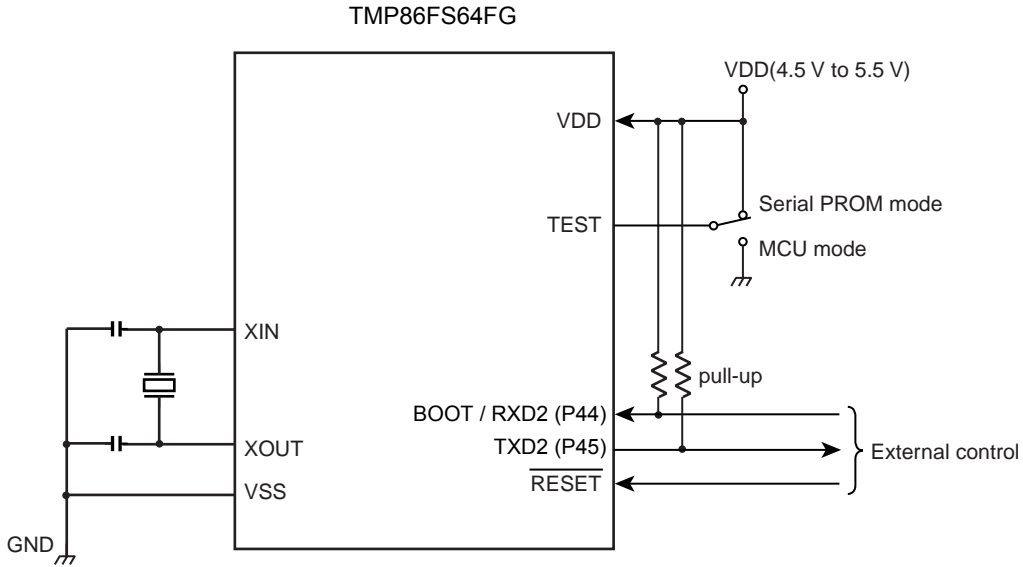 TMP86FS64FG
VDD(4.5 V to 5.5 V)
VDD
Serial PROM mode
TEST
MCU mode
XIN
pull-up
BOOT / RXD2 (P44)
XOUT
TXD2 (P45)
External control
RESET
VSS
GND